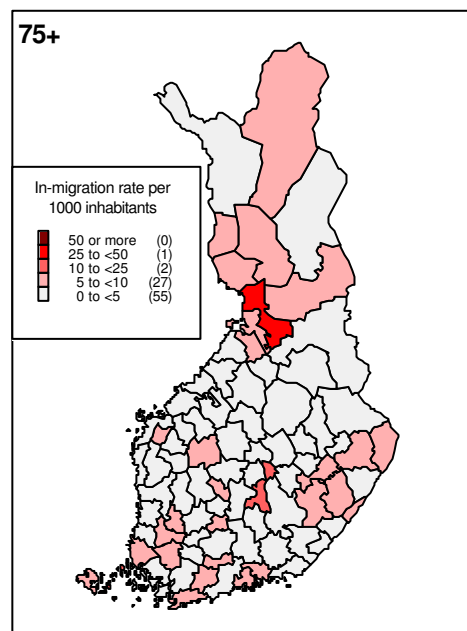 75+
In-migration rate per
1000 inhabitants
50 or more (0)
25 to <50 (1)
10 to <25 (2)
5 to <10 (27)
0 to <5 (55)